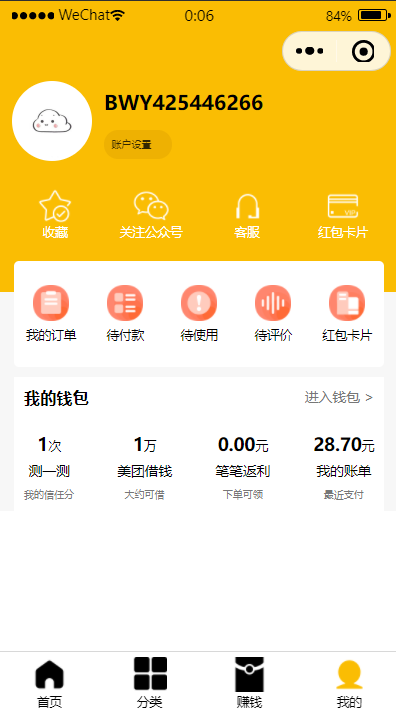 WeChat 0:06 84%
BWY425446266
账户设置
收藏 关注公众号 客服 红包卡片
VIP
我的订单 待付款 待使用 待评价 红包卡片
我的钱包 进入钱包 >
1次 1万 0.00元 28.70元
测一测 美团借钱 笔笔返利 我的账单
我的信任分 大约可借 下单可领 最近支付
首页 分类 赚钱 我的